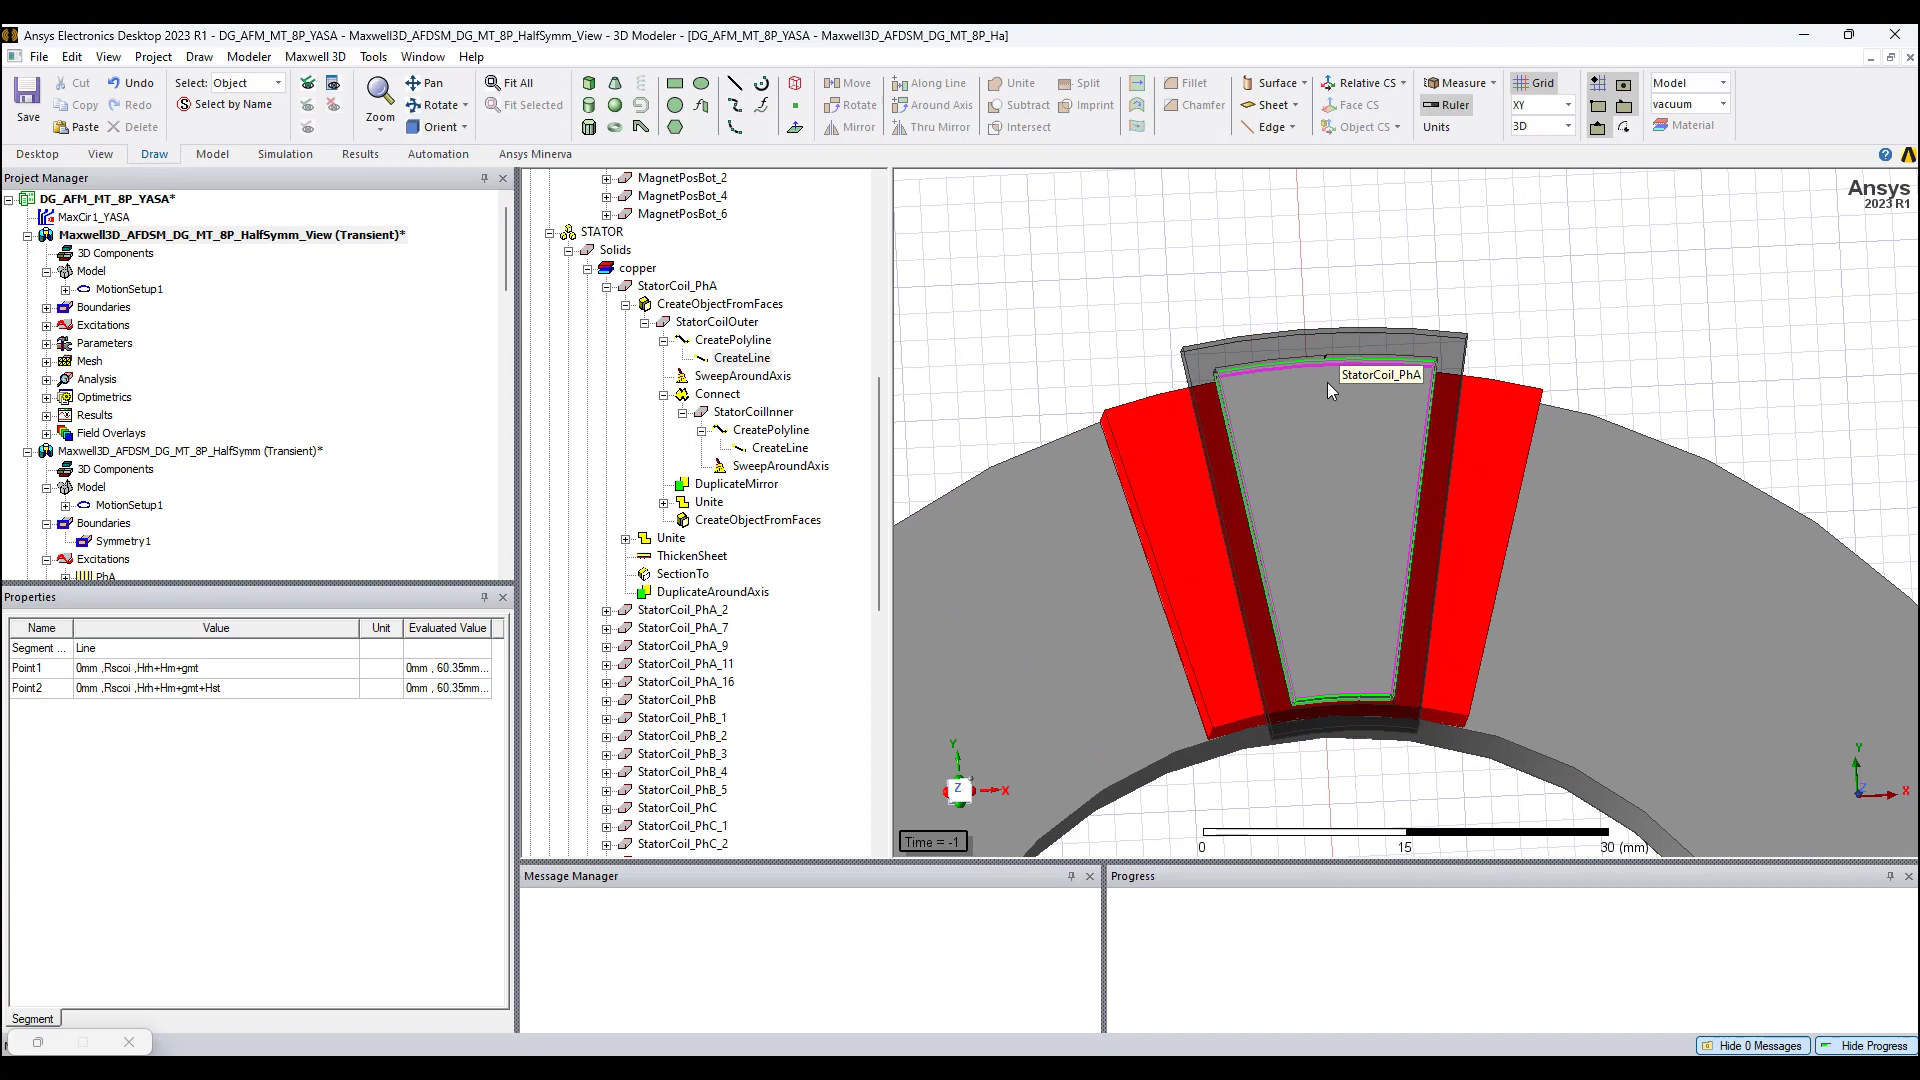 Ansys Electronics Desktop 2023 R1 - DG_AFM_MT_8P_YASA - Maxwell3D_AFDSM_DG_MT_8P_HalfSymm_View - 3D Modeler - [DG_AFM_MT_8P_YASA - Maxwell3D_AFDSM_DG_MT_8P_Ha]
File Edit View Project Draw Modeler Maxwell 3D Tools Window Help
Save
Cut Undo
Copy Redo
Paste Delete
Select: Object
Select by Name
Zoom
Pan
Rotate
Orient
Fit All
Fit Selected
Move
Rotate
Mirror
Along Line
Around Axis
Thru Mirror
Unite Split
Subtract Imprint
Intersect
Fillet
Chamfer
Surface
Sheet
Edge
Relative CS
Face CS
Object CS
Measure
Ruler
Units
Grid
XY
3D
Model
vacuum
Material
Desktop View Draw Model Simulation Results Automation Ansys Minerva
Project Manager
DG_AFM_MT_8P_YASA*
MaxCir1_YASA
Maxwell3D_AFDSM_DG_MT_8P_HalfSymm_View (Transient)*
3D Components
Model
MotionSetup1
Boundaries
Excitations
Parameters
Mesh
Analysis
Optimetrics
Results
Field Overlays
Maxwell3D_AFDSM_DG_MT_8P_HalfSymm (Transient)*
3D Components
Model
MotionSetup1
Boundaries
Symmetry1
Excitations
PhA
Properties
Name Value Unit Evaluated Value
Segment ... Line
Point1 0mm ,Rscoi ,Hrh+Hm+gmt 0mm , 60.35mm...
Point2 0mm ,Rscoi ,Hrh+Hm+gmt+Hst 0mm , 60.35mm...
Segment
MagnetPosBot_2
MagnetPosBot_4
MagnetPosBot_6
STATOR
Solids
copper
StatorCoil_PhA
CreateObjectFromFaces
StatorCoilOuter
CreatePolyline
CreateLine
SweepAroundAxis
Connect
StatorCoilInner
CreatePolyline
CreateLine
SweepAroundAxis
DuplicateMirror
Unite
CreateObjectFromFaces
Unite
ThickenSheet
SectionTo
DuplicateAroundAxis
StatorCoil_PhA_2
StatorCoil_PhA_7
StatorCoil_PhA_9
StatorCoil_PhA_11
StatorCoil_PhA_16
StatorCoil_PhB
StatorCoil_PhB_1
StatorCoil_PhB_2
StatorCoil_PhB_3
StatorCoil_PhB_4
StatorCoil_PhB_5
StatorCoil_PhC
StatorCoil_PhC_1
StatorCoil_PhC_2
Ansys
2023 R1
StatorCoil_PhA
Y
Z
X
Y
Z
X
Time = -1
0 15 30 (mm)
Message Manager
Progress
Hide 0 Messages
Hide Progress